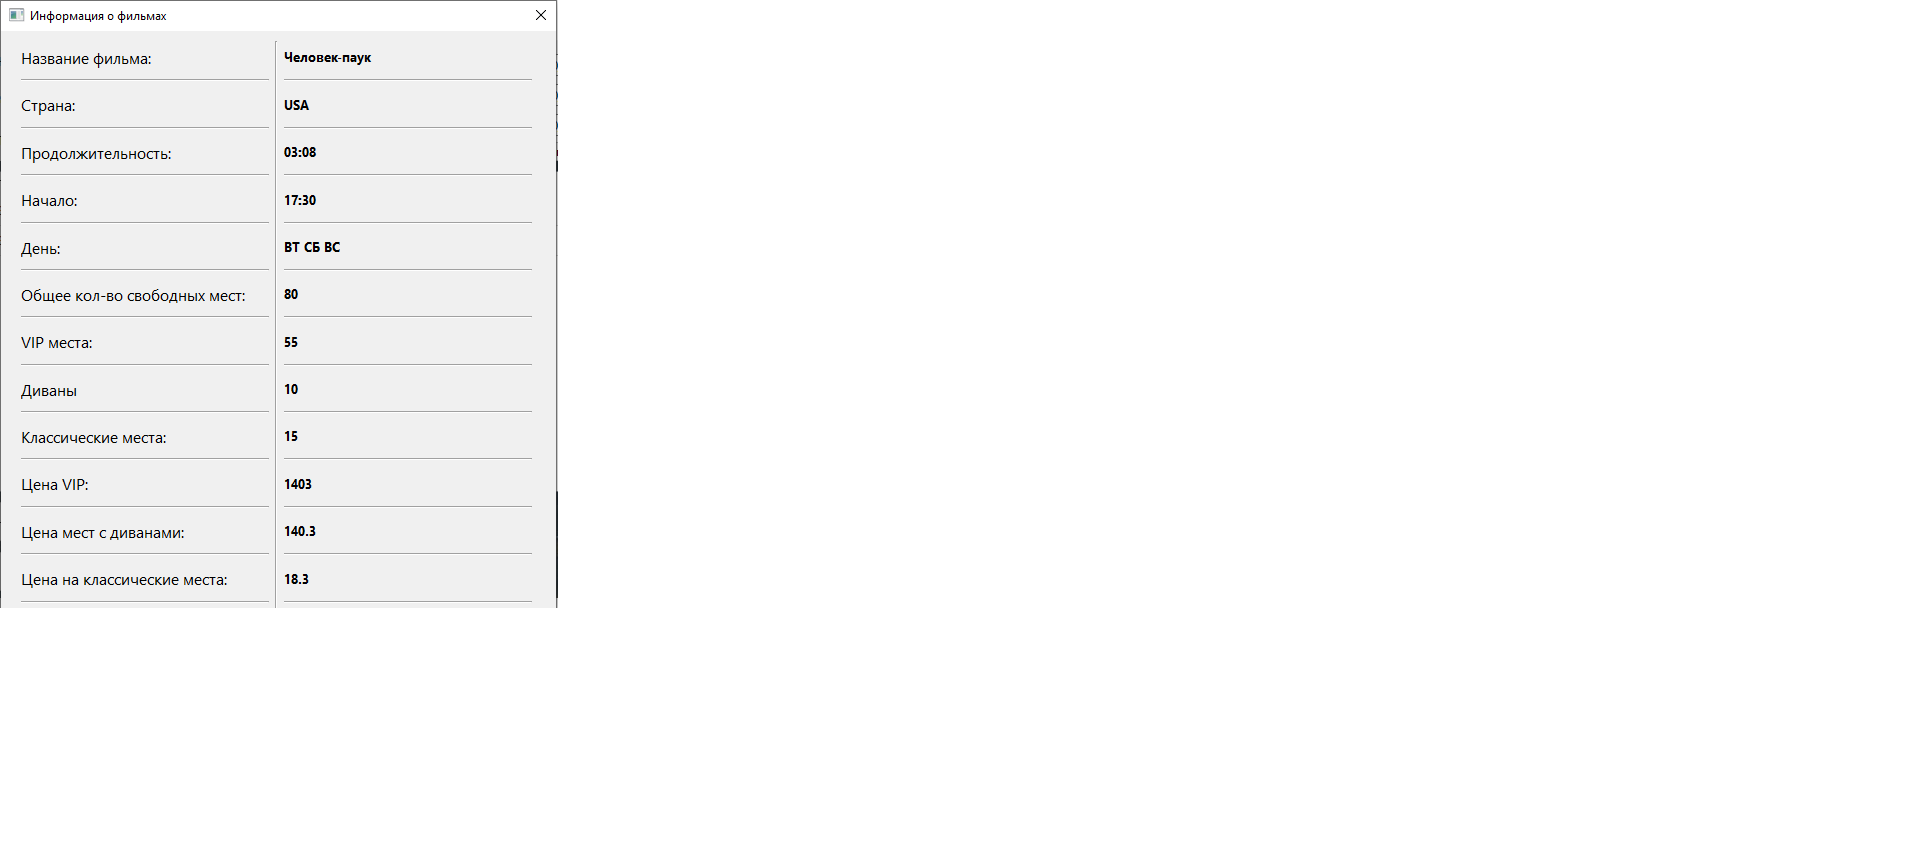 Информация о фильмах
Название фильма: Человек-паук
Страна: USA
Продолжительность: 03:08
Начало: 17:30
День: ВТ СБ ВС
Общее кол-во свободных мест: 80
VIP места: 55
Диваны 10
Классические места: 15
Цена VIP: 1403
Цена мест с диванами: 140.3
Цена на классические места: 18.3